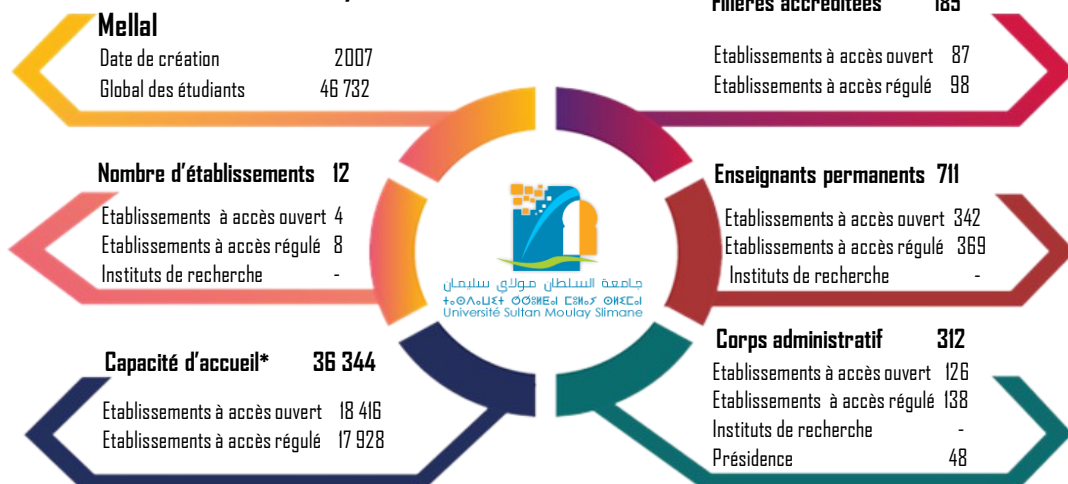 Mellal
Date de création 2007
Global des étudiants 46 732
Filières accréditées 185
Etablissements à accès ouvert 87
Etablissements à accès régulé 98
Nombre d'établissements 12
Etablissements à accès ouvert 4
Etablissements à accès régulé 8
Instituts de recherche -
Enseignants permanents 711
Etablissements à accès ouvert 342
Etablissements à accès régulé 369
Instituts de recherche -
جامعة السلطان مولاي سليمان
Université Sultan Moulay Slimane
Capacité d'accueil* 36 344
Etablissements à accès ouvert 18 416
Etablissements à accès régulé 17 928
Corps administratif 312
Etablissements à accès ouvert 126
Etablissements à accès régulé 138
Instituts de recherche -
Présidence 48